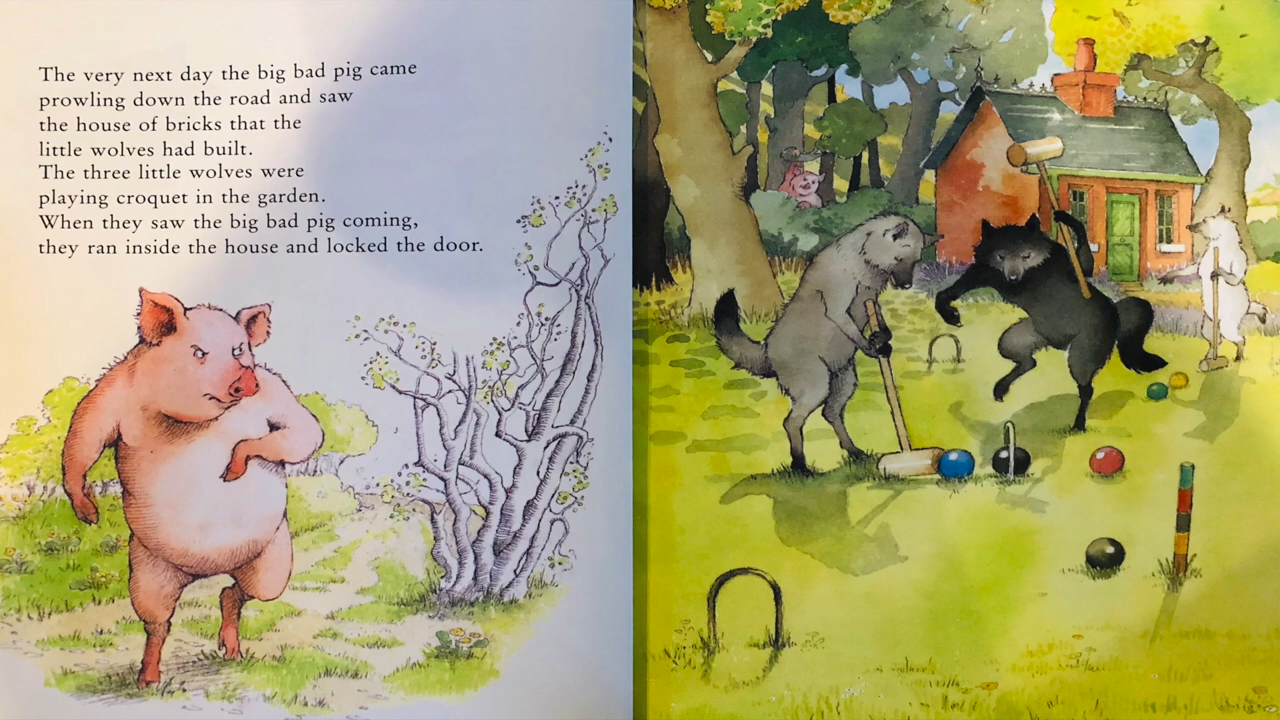 The very next day the big bad pig came
prowling down the road and saw
the house of bricks that the
little wolves had built.
The three little wolves were
playing croquet in the garden.
When they saw the big bad pig coming,
they ran inside the house and locked the door.